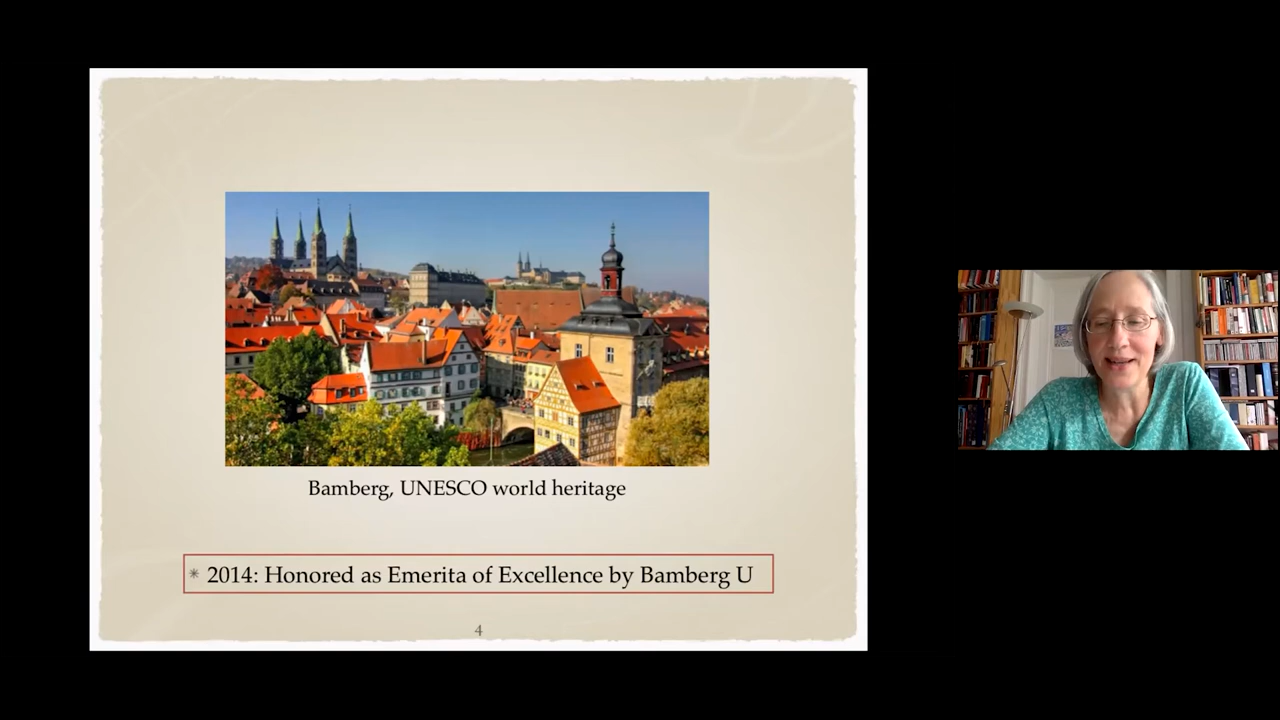 Bamberg, UNESCO world heritage
* 2014: Honored as Emerita of Excellence by Bamberg U
4